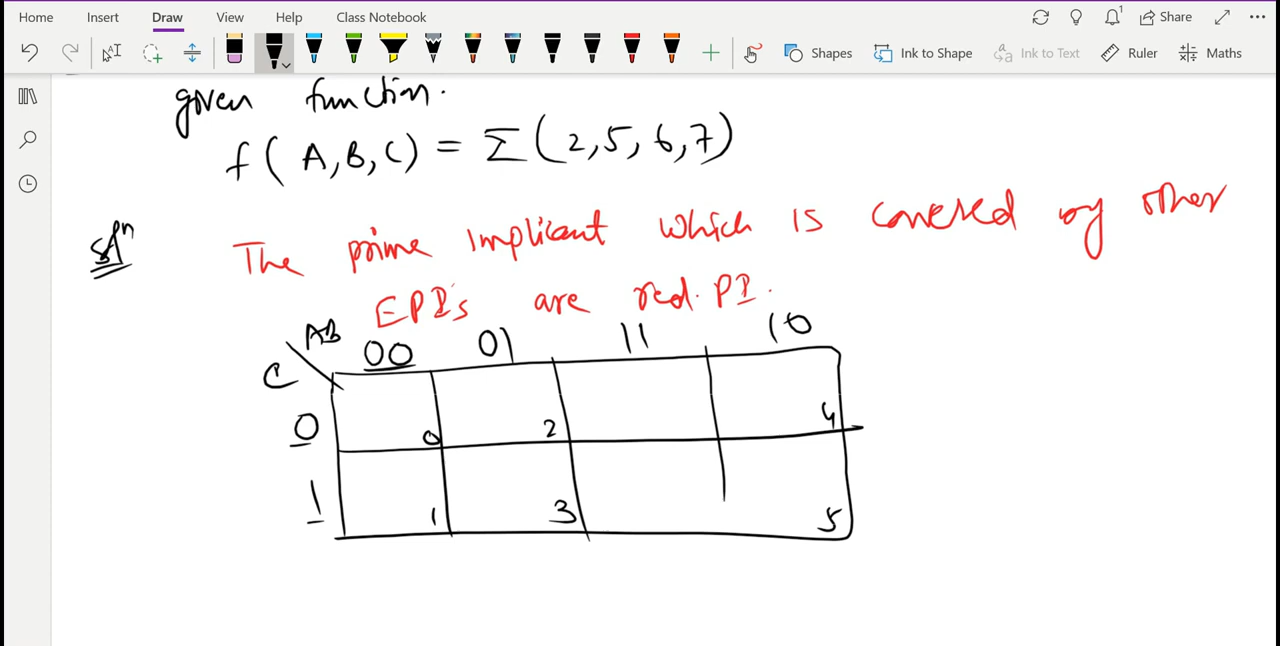 Home Insert Draw View Help Class Notebook 1 Share
Shapes Ink to Shape Ink to Text Ruler Maths
given function.
f(A,B,C) = Σ(2,5,6,7)
Solⁿ The prime implicant which is covered by other
EPI's are red. PI.
AB 00 01 11 10
C
0 0 2 4
1 1 3 5